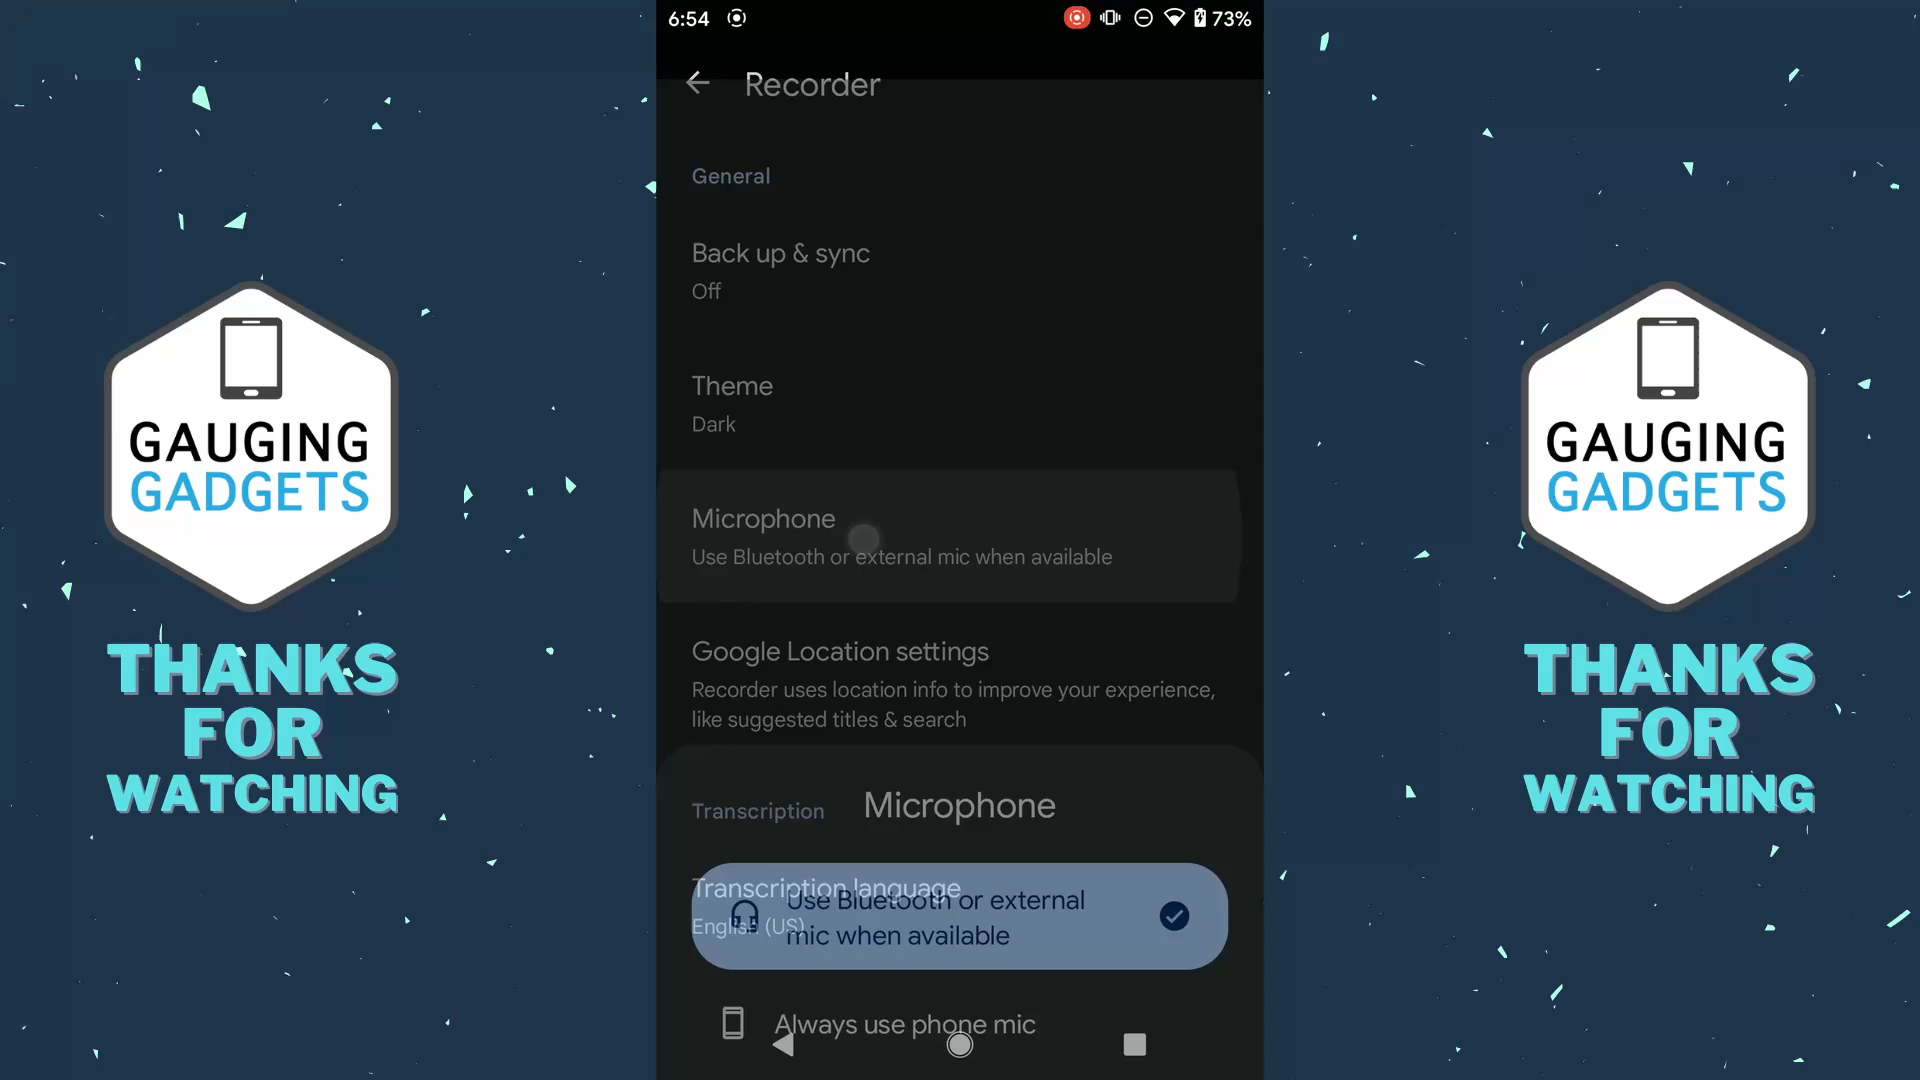 GAUGING
GADGETS
THANKS
FOR
WATCHING
6:54
73%
Recorder
General
Back up & sync
Off
Theme
Dark
Microphone
Use Bluetooth or external mic when available
Google Location settings
Recorder uses location info to improve your experience,
like suggested titles & search
Transcription
Microphone
Transcription language
English (US)
Use Bluetooth or external
mic when available
Always use phone mic
GAUGING
GADGETS
THANKS
FOR
WATCHING